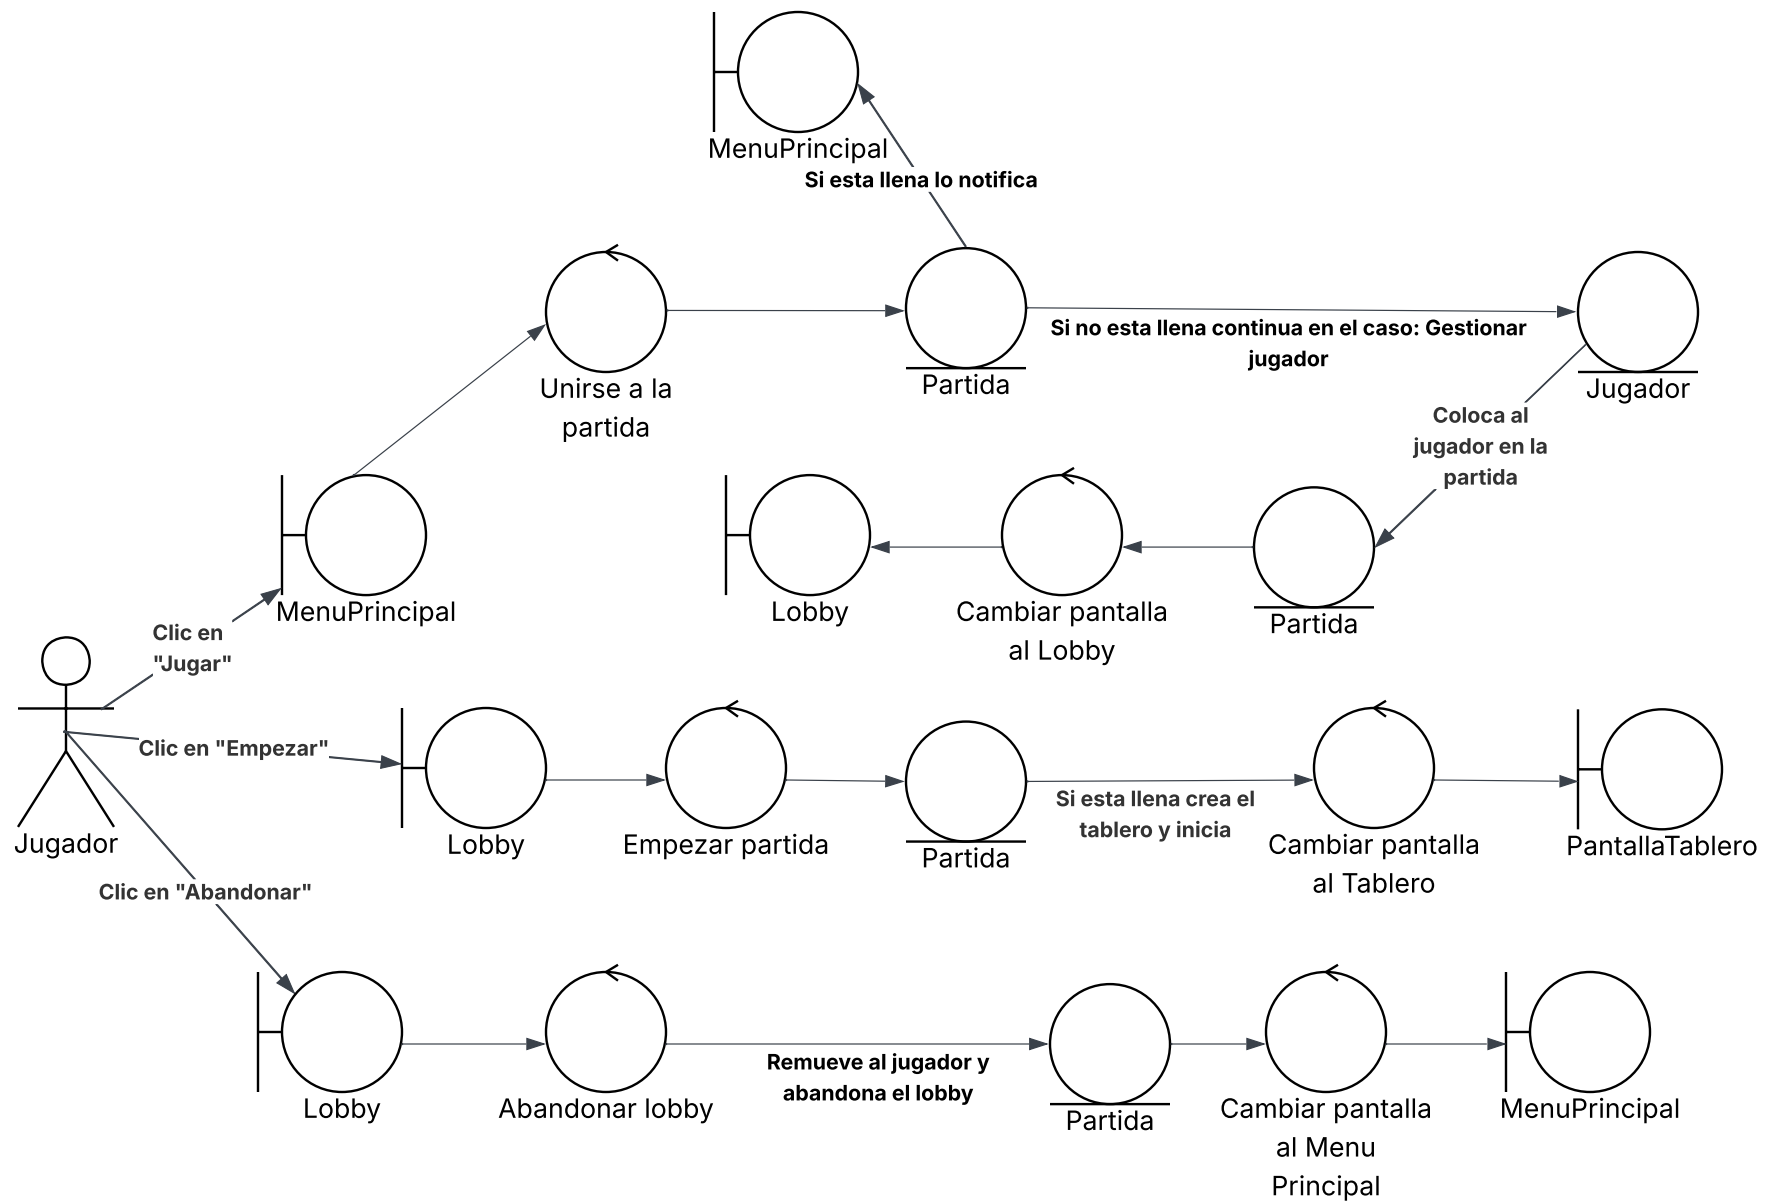 MenuPrincipal
Si esta llena lo notifica
Unirse a la
partida
Partida
Si no esta llena continua en el caso: Gestionar
jugador
Jugador
Coloca al
jugador en la
partida
MenuPrincipal
Lobby
Cambiar pantalla
al Lobby
Partida
Clic en
"Jugar"
Jugador
Clic en "Empezar"
Lobby
Empezar partida
Partida
Si esta llena crea el
tablero y inicia
Cambiar pantalla
al Tablero
PantallaTablero
Clic en "Abandonar"
Lobby
Abandonar lobby
Remueve al jugador y
abandona el lobby
Partida
Cambiar pantalla
al Menu
Principal
MenuPrincipal